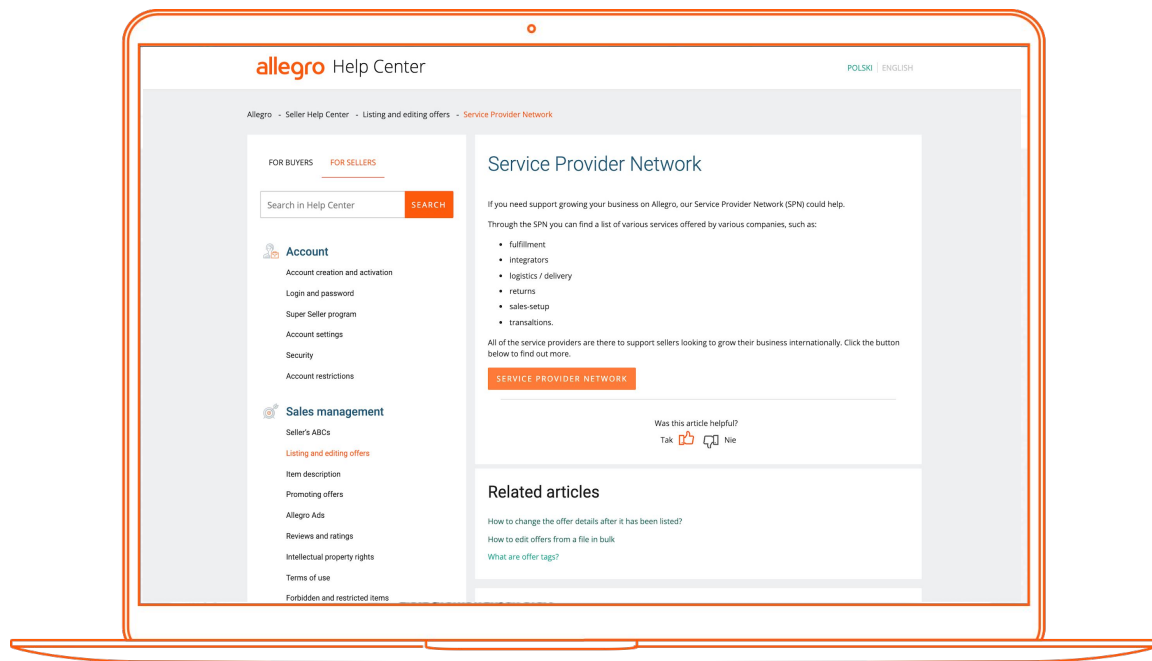 allegro Help Center
POLSKI | ENGLISH
Allegro - Seller Help Center - Listing and editing offers - Service Provider Network
FOR BUYERS FOR SELLERS
Search in Help Center SEARCH
Account
Account creation and activation
Login and password
Super Seller program
Account settings
Security
Account restrictions
Sales management
Seller's ABCs
Listing and editing offers
Item description
Promoting offers
Allegro Ads
Reviews and ratings
Intellectual property rights
Terms of use
Forbidden and restricted items
Service Provider Network
If you need support growing your business on Allegro, our Service Provider Network (SPN) could help.
Through the SPN you can find a list of various services offered by various companies, such as:
• fulfillment
• integrators
• logistics / delivery
• returns
• sales-setup
• transaltions.
All of the service providers are there to support sellers looking to grow their business internationally. Click the button
below to find out more.
SERVICE PROVIDER NETWORK
Was this article helpful?
Tak Nie
Related articles
How to change the offer details after it has been listed?
How to edit offers from a file in bulk
What are offer tags?